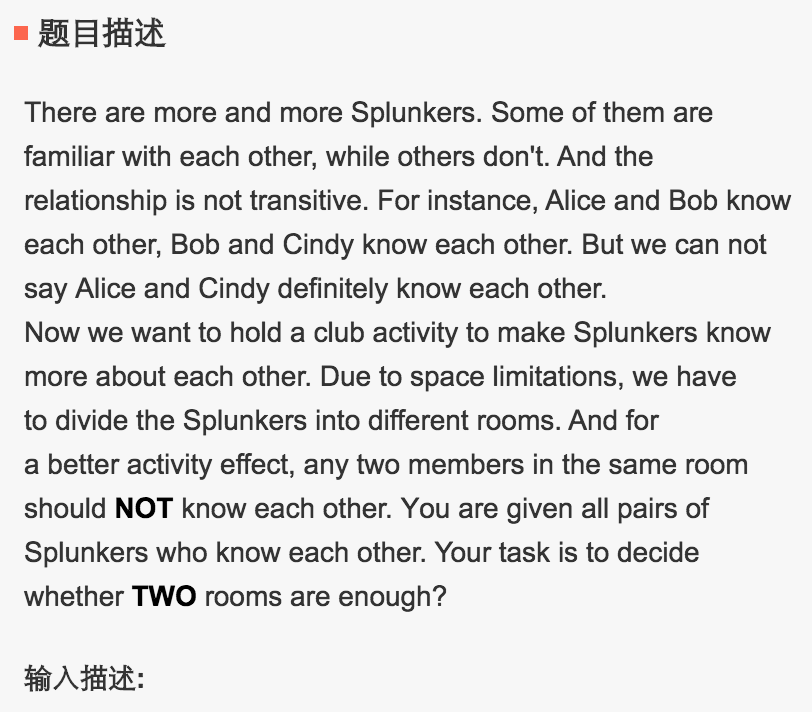 题目描述
There are more and more Splunkers. Some of them are
familiar with each other, while others don't. And the
relationship is not transitive. For instance, Alice and Bob know
each other, Bob and Cindy know each other. But we can not
say Alice and Cindy definitely know each other.
Now we want to hold a club activity to make Splunkers know
more about each other. Due to space limitations, we have
to divide the Splunkers into different rooms. And for
a better activity effect, any two members in the same room
should NOT know each other. You are given all pairs of
Splunkers who know each other. Your task is to decide
whether TWO rooms are enough?
输入描述: